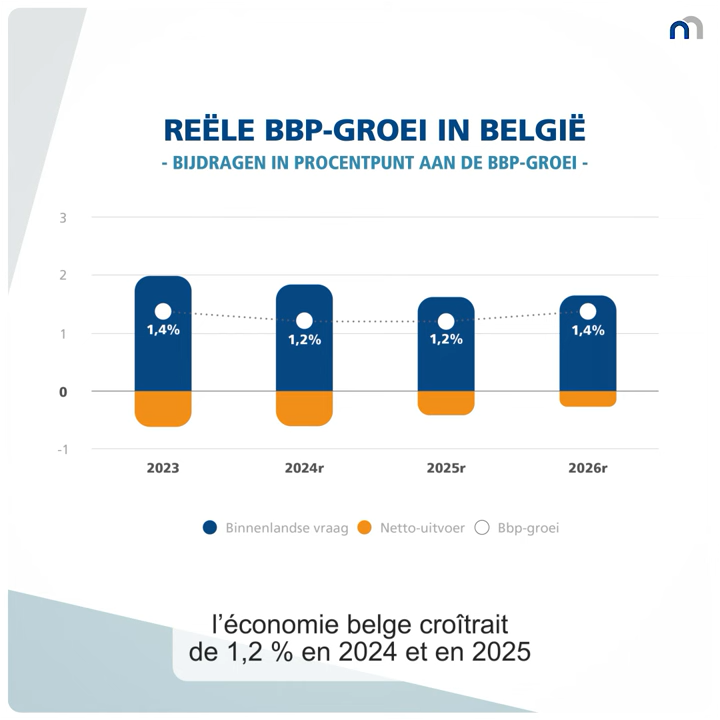 REËLE BBP-GROEI IN BELGIË
- BIJDRAGEN IN PROCENTPUNT AAN DE BBP-GROEI -
3
2
1
0
-1
1,4%
1,2%
1,2%
1,4%
2023
2024r
2025r
2026r
Binnenlandse vraag
Netto-uitvoer
Bbp-groei
l'économie belge croîtrait
de 1,2 % en 2024 et en 2025